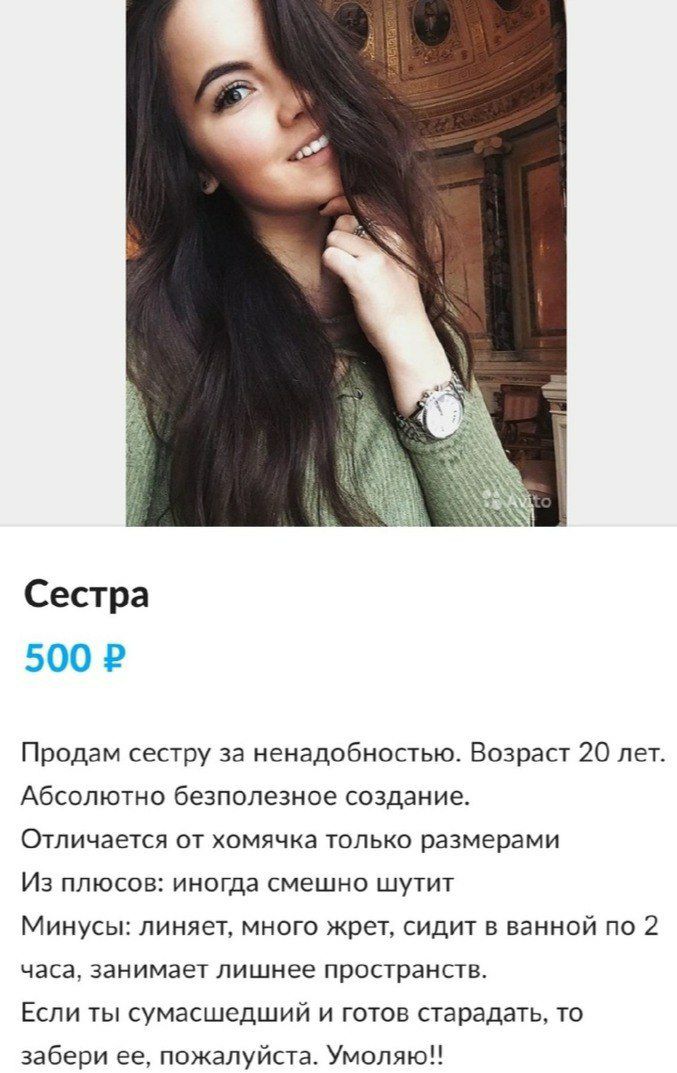 Avito
Сестра
500 ₽
Продам сестру за ненадобностью. Возраст 20 лет.
Абсолютно безполезное создание.
Отличается от хомячка только размерами
Из плюсов: иногда смешно шутит
Минусы: линяет, много жрет, сидит в ванной по 2
часа, занимает лишнее пространств.
Если ты сумасшедший и готов старадать, то
забери ее, пожалуйста. Умоляю!!